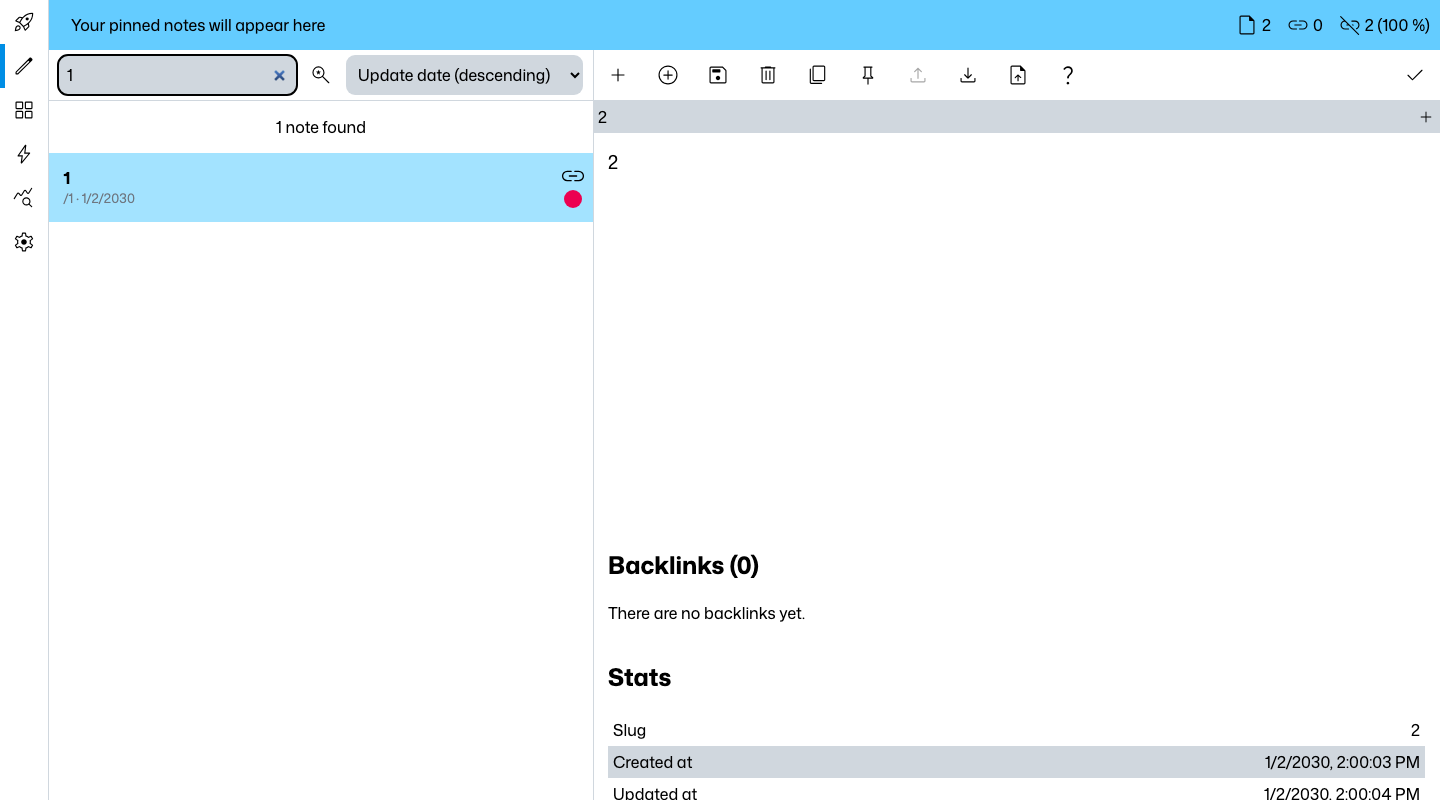 Your pinned notes will appear here
2
0
2 (100 %)
1
Update date (descending)
1 note found
1
/1 · 1/2/2030
2
2
Backlinks (0)
There are no backlinks yet.
Stats
Slug 2
Created at 1/2/2030, 2:00:03 PM
Updated at 1/2/2030, 2:00:04 PM